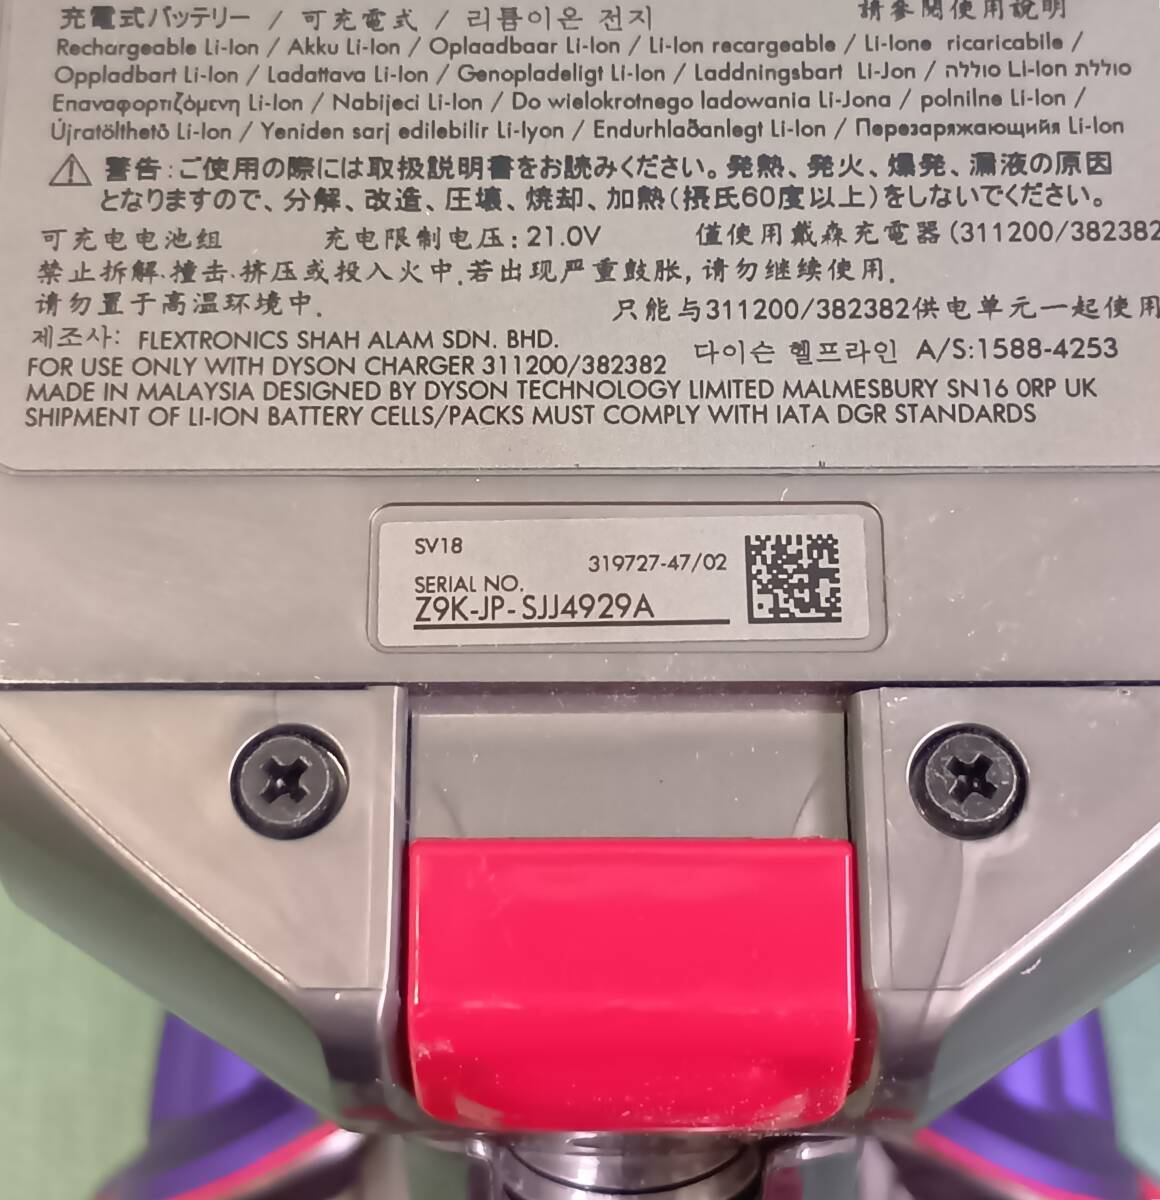 充電式バッテリー / 可充電式 / 리튬이온 전지 請參閱使用說明
Rechargeable Li-Ion / Akku Li-Ion / Oplaadbaar Li-Ion / Li-Ion recargeable / Li-Ione ricaricabile /
Oppladbart Li-Ion / Ladattava Li-Ion / Genopladeligt Li-Ion / Laddningsbart Li-Jon / סוללה Li-Ion סוללת
Επαναφορτιζόμενη Li-Ion / Nabijeci Li-Ion / Do wielokrotnego ladowania Li-Jona / polnilne Li-Ion /
Újratölthető Li-Ion / Yeniden sarj edilebilir Li-Iyon / Endurhlaðanlegt Li-Ion / Перезаряжающийя Li-Ion
⚠ 警告:ご使用の際には取扱説明書をお読みください。発熱、発火、爆発、漏液の原因
となりますので、分解、改造、圧壊、焼却、加熱(摂氏60度以上)をしないでください。
可充电电池组 充电限制电压: 21.0V 僅使用戴森充電器 (311200/382382
禁止拆解.撞击.挤压或投入火中.若出现严重鼓胀, 请勿继续使用.
请勿置于高温环境中. 只能与311200/382382供电单元一起使用
제조사: FLEXTRONICS SHAH ALAM SDN. BHD. 다이슨 헬프라인 A/S:1588-4253
FOR USE ONLY WITH DYSON CHARGER 311200/382382
MADE IN MALAYSIA DESIGNED BY DYSON TECHNOLOGY LIMITED MALMESBURY SN16 0RP UK
SHIPMENT OF LI-ION BATTERY CELLS/PACKS MUST COMPLY WITH IATA DGR STANDARDS
SV18
319727-47/02
SERIAL NO.
Z9K-JP-SJJ4929A